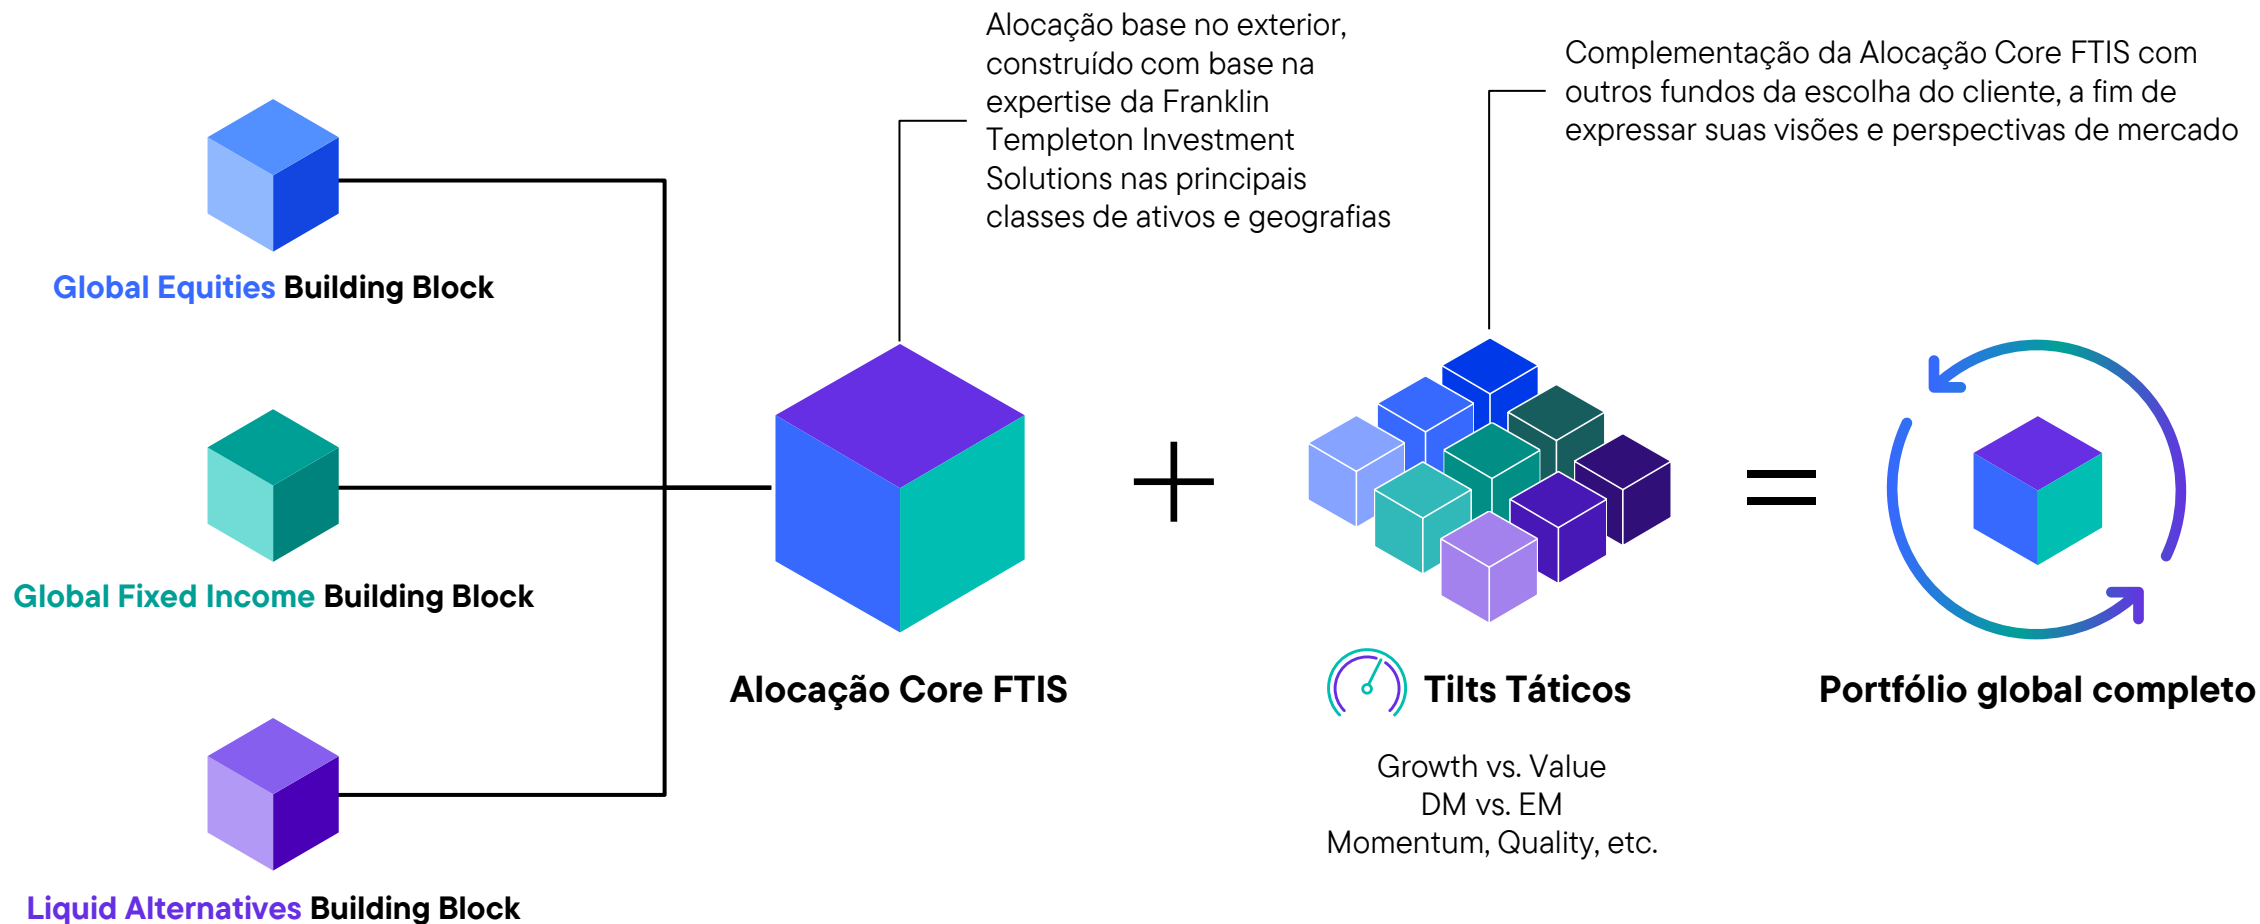 Alocação base no exterior,
construído com base na
expertise da Franklin
Templeton Investment
Solutions nas principais
classes de ativos e geografias
Complementação da Alocação Core FTIS com
outros fundos da escolha do cliente, a fim de
expressar suas visões e perspectivas de mercado
Global Equities Building Block
Global Fixed Income Building Block
Liquid Alternatives Building Block
Alocação Core FTIS
Tilts Táticos
Growth vs. Value
DM vs. EM
Momentum, Quality, etc.
Portfólio global completo